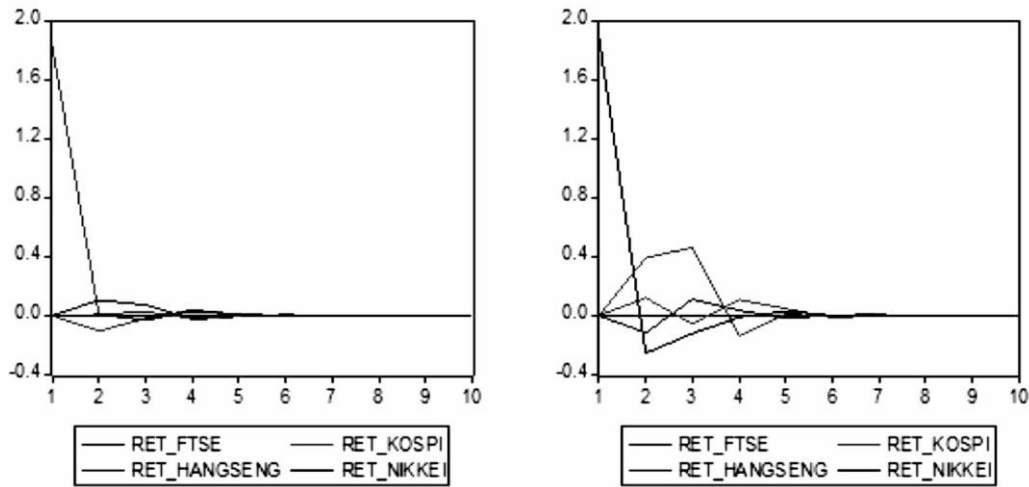 2.0
1.6
1.2
0.8
0.4
0.0
-0.4
1 2 3 4 5 6 7 8 9 10
RET_FTSE RET_KOSPI
RET_HANGSENG RET_NIKKEI
2.0
1.6
1.2
0.8
0.4
0.0
-0.4
1 2 3 4 5 6 7 8 9 10
RET_FTSE RET_KOSPI
RET_HANGSENG RET_NIKKEI